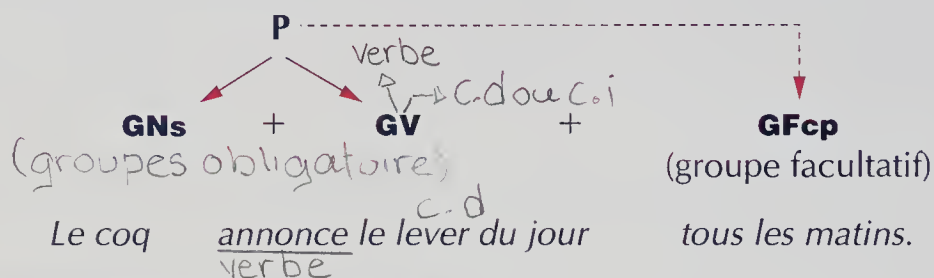 P
verbe
c.d ou c.i
GNs + GV + GFcp
(groupes obligatoire)
(groupe facultatif)
c.d
Le coq annonce le lever du jour tous les matins.
verbe